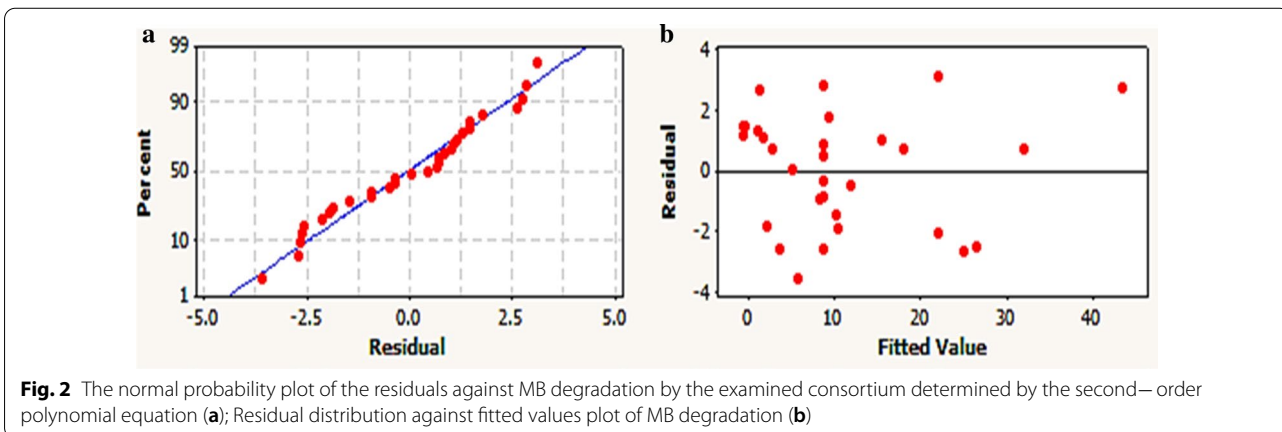 a
99
90
50
10
1
Percent
-5.0 -2.5 0.0 2.5 5.0
Residual
b
4
2
0
-2
-4
Residual
0 10 20 30 40
Fitted Value
Fig. 2 The normal probability plot of the residuals against MB degradation by the examined consortium determined by the second–order
polynomial equation (a); Residual distribution against fitted values plot of MB degradation (b)